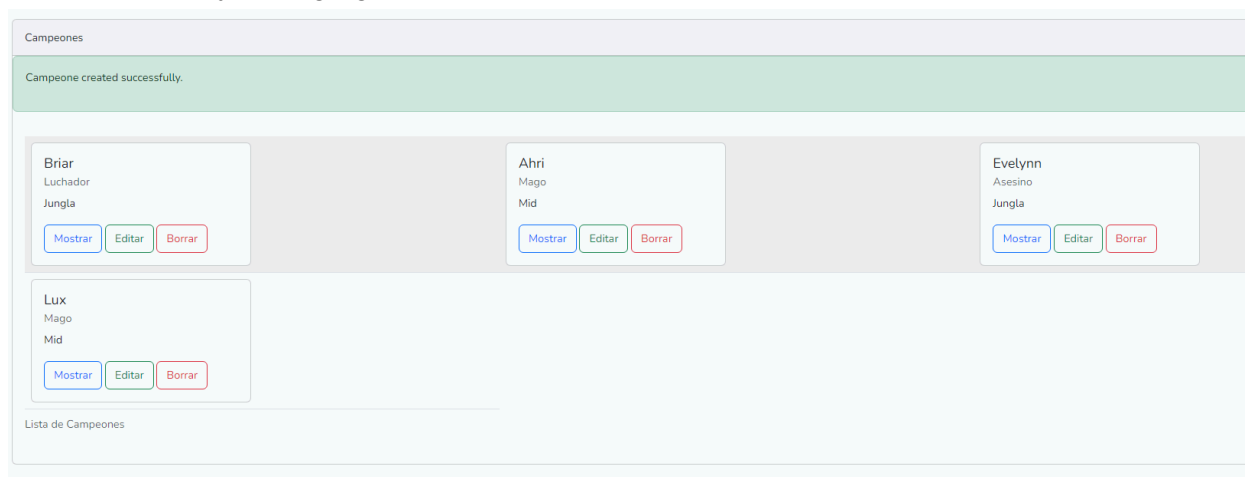 Campeones
Campeone created successfully.
Briar
Luchador
Jungla
Mostrar Editar Borrar
Ahri
Mago
Mid
Mostrar Editar Borrar
Evelynn
Asesino
Jungla
Mostrar Editar Borrar
Lux
Mago
Mid
Mostrar Editar Borrar
Lista de Campeones